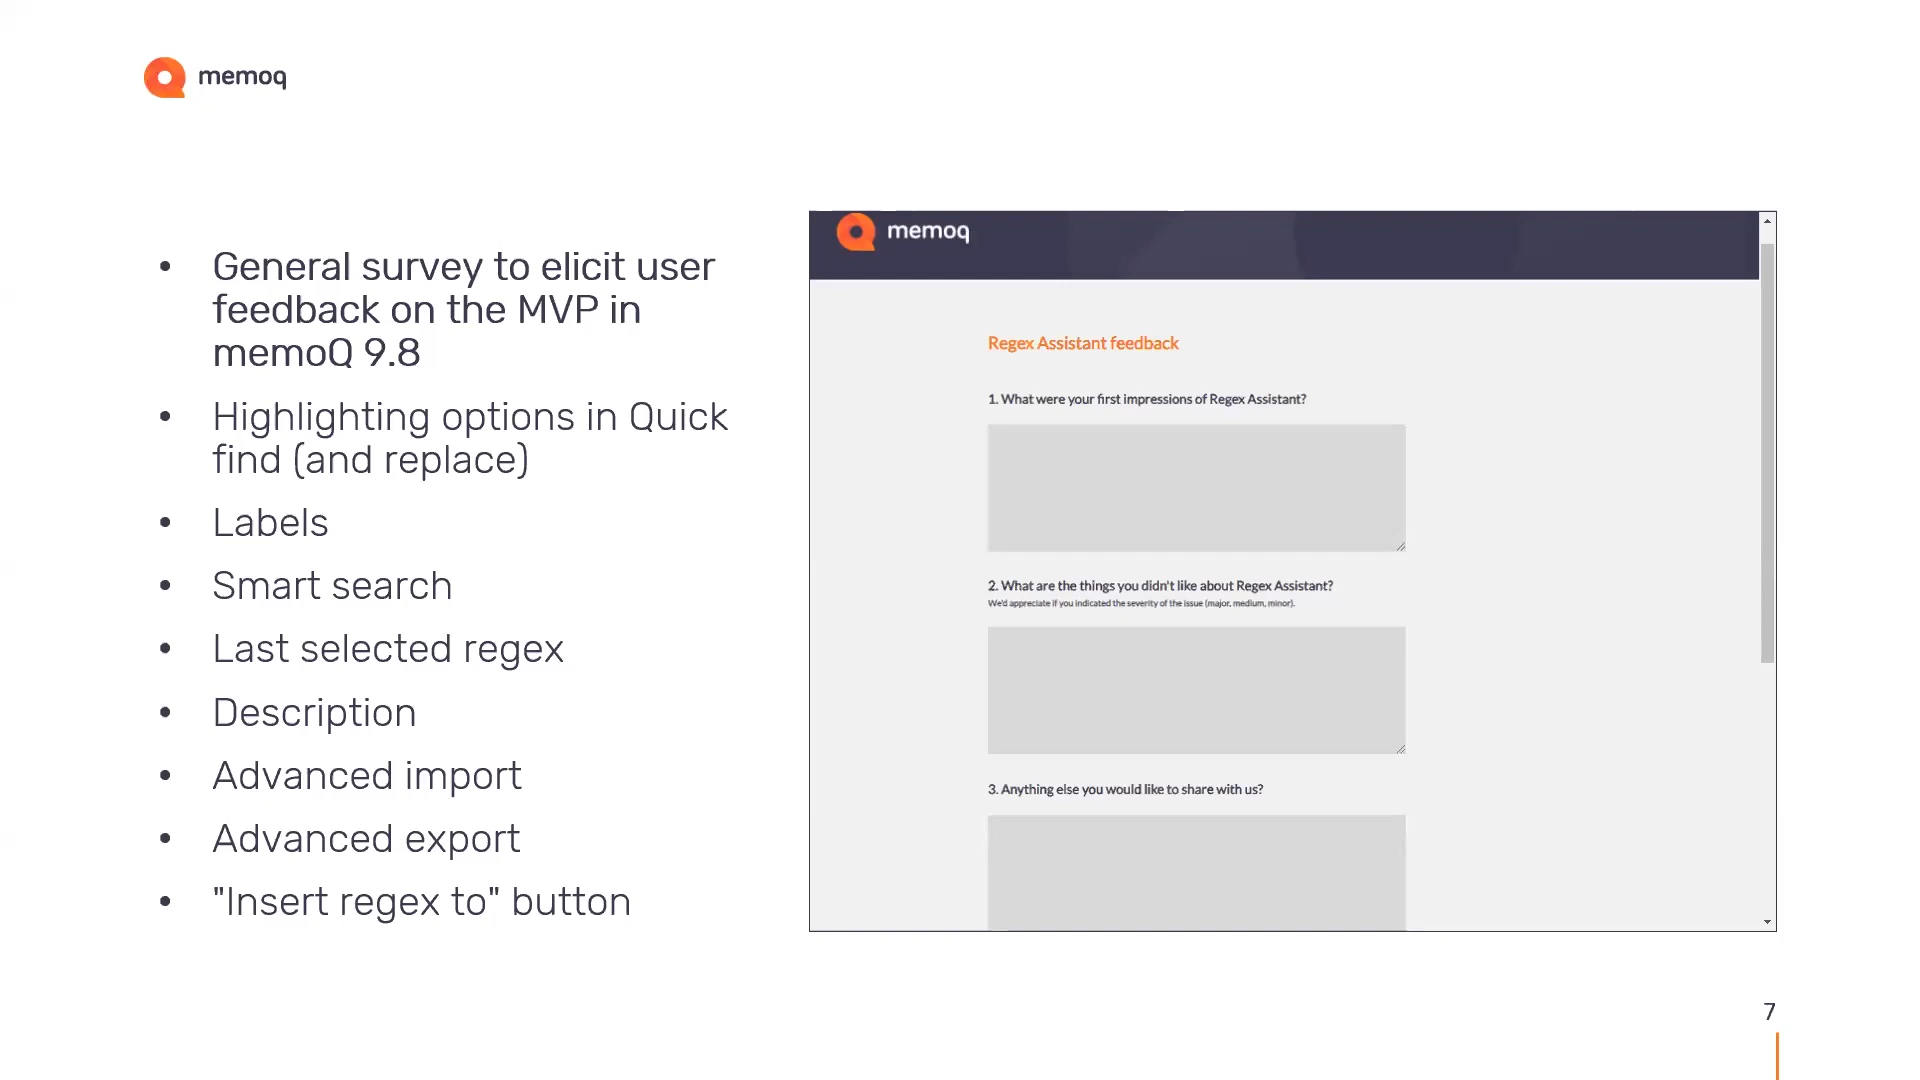 memoq
• General survey to elicit user
feedback on the MVP in
memoQ 9.8
• Highlighting options in Quick
find (and replace)
• Labels
• Smart search
• Last selected regex
• Description
• Advanced import
• Advanced export
• "Insert regex to" button
memoq
Regex Assistant feedback
1. What were your first impressions of Regex Assistant?
2. What are the things you didn't like about Regex Assistant?
We'd appreciate if you indicated the severity of the issue (major, medium, minor).
3. Anything else you would like to share with us?
7